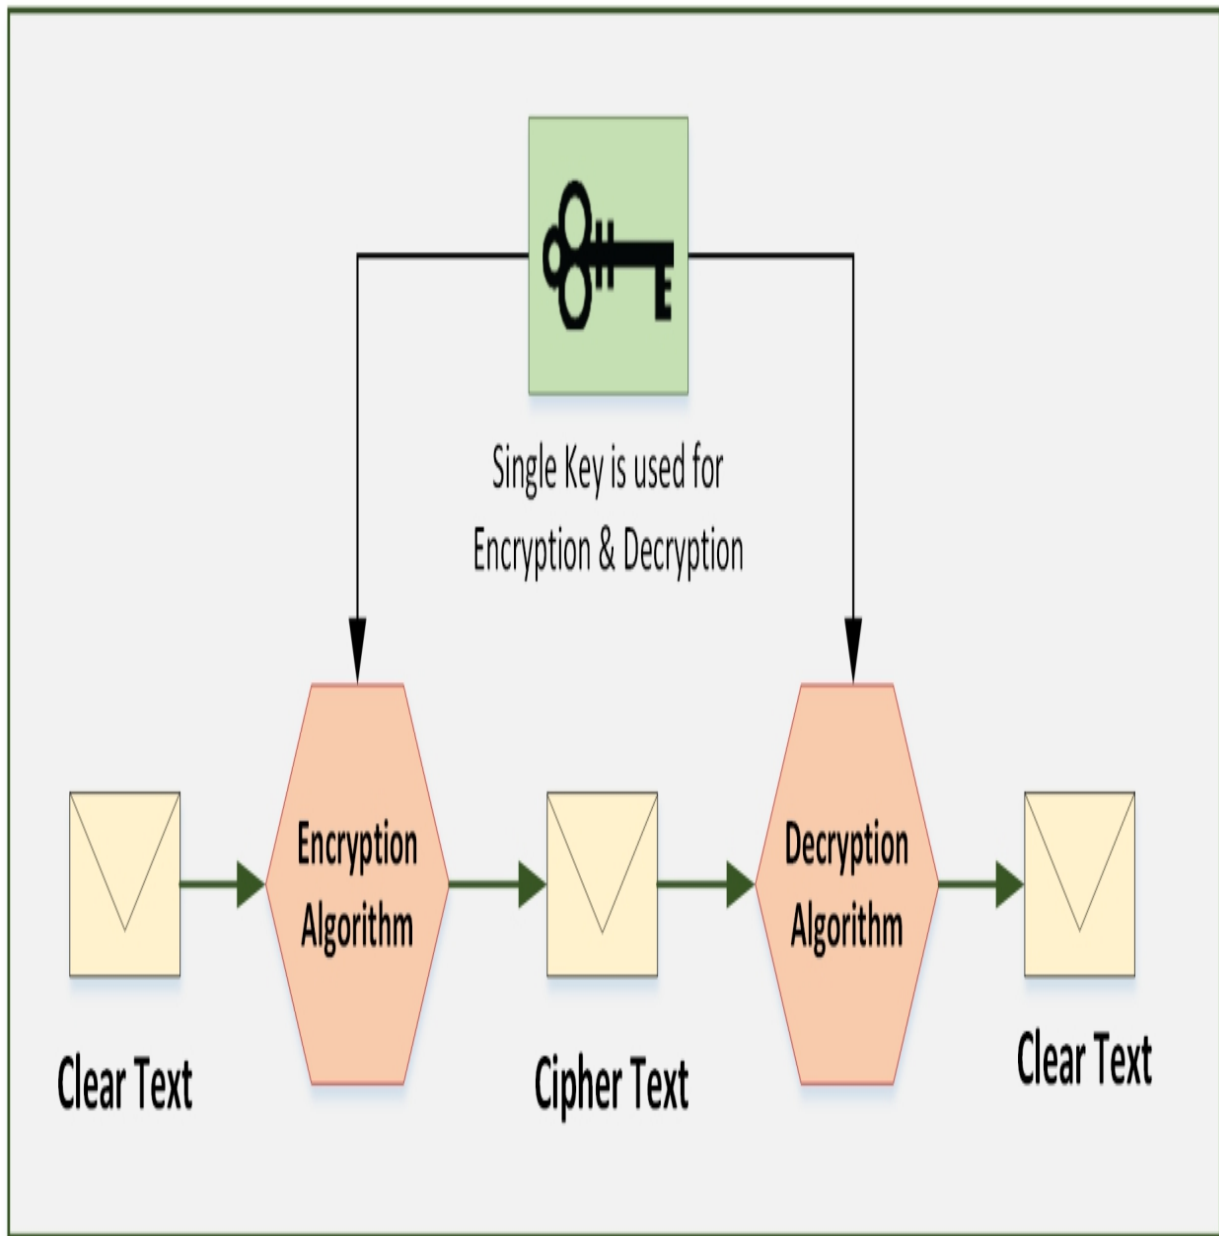 Single Key is used for
Encryption & Decryption
Encryption
Algorithm
Decryption
Algorithm
Clear Text
Cipher Text
Clear Text